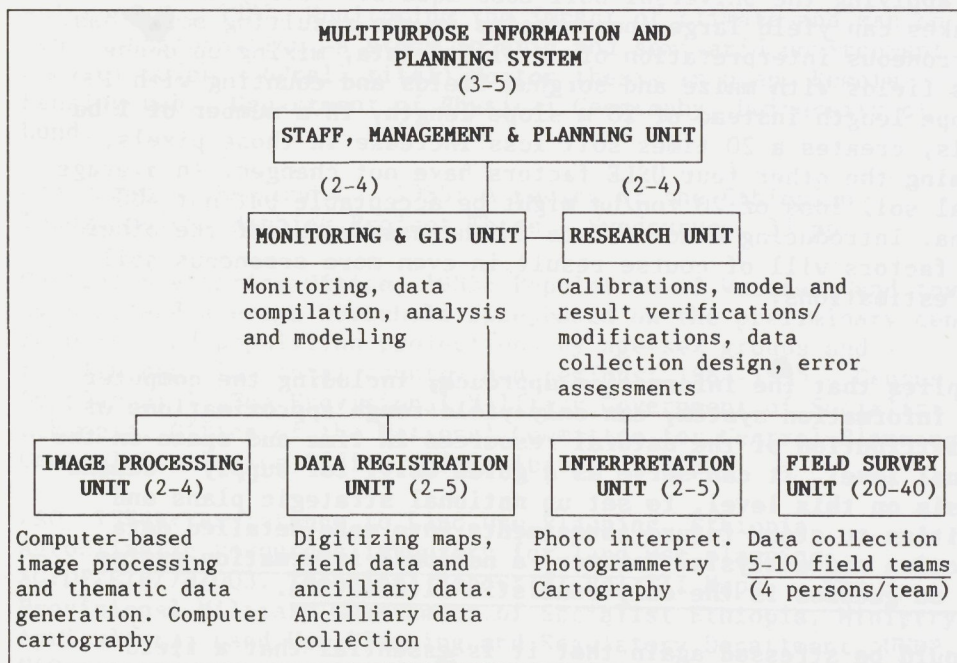 MULTIPURPOSE INFORMATION AND
PLANNING SYSTEM
(3-5)
STAFF, MANAGEMENT & PLANNING UNIT
(2-4) (2-4)
MONITORING & GIS UNIT RESEARCH UNIT
Monitoring, data
compilation, analysis
and modelling
Calibrations, model and
result verifications/
modifications, data
collection design, error
assessments
IMAGE PROCESSING
UNIT (2-4)
DATA REGISTRATION
UNIT (2-5)
INTERPRETATION
UNIT (2-5)
FIELD SURVEY
UNIT (20-40)
Computer-based
image processing
and thematic data
generation. Computer
cartography
Digitizing maps,
field data and
ancilliary data.
Ancilliary data
collection
Photo interpret.
Photogrammetry
Cartography
Data collection
5-10 field teams
(4 persons/team)